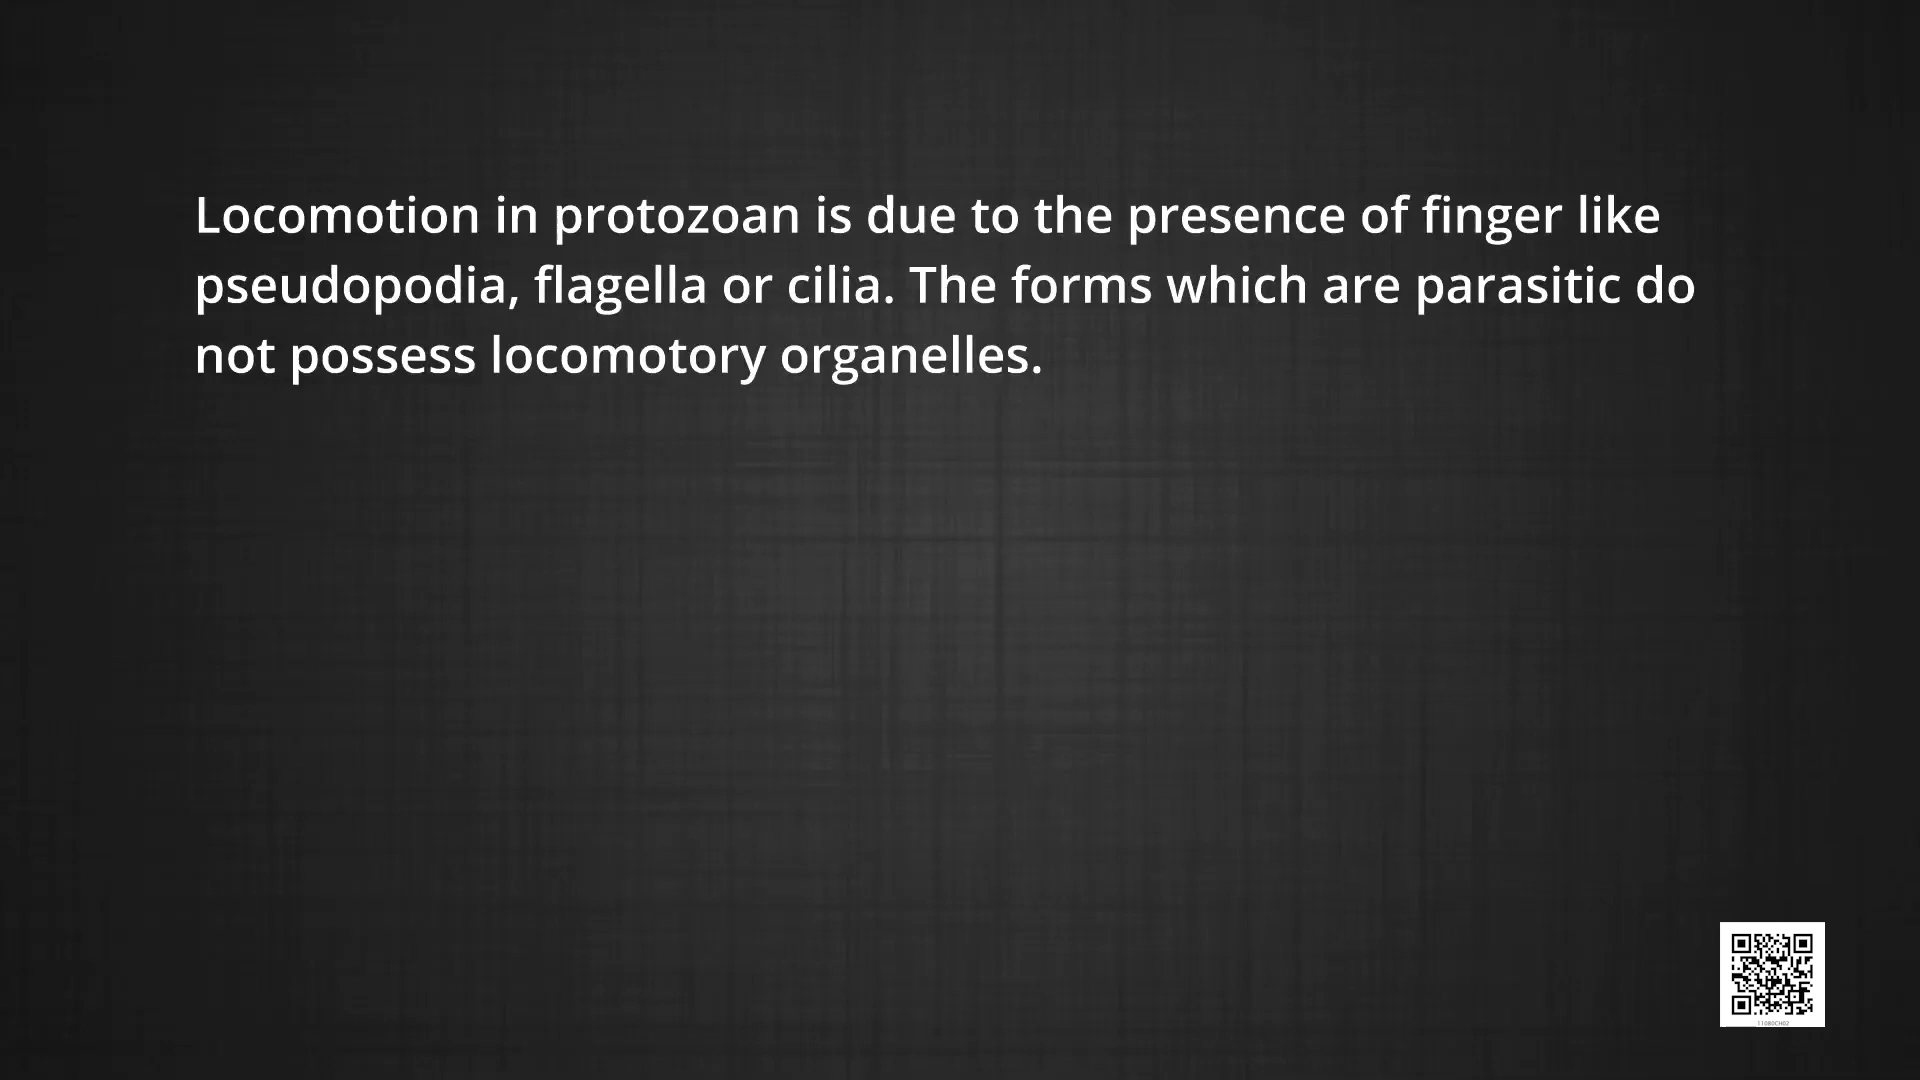 Locomotion in protozoan is due to the presence of finger like
pseudopodia, flagella or cilia. The forms which are parasitic do
not possess locomotory organelles.
11080CH02